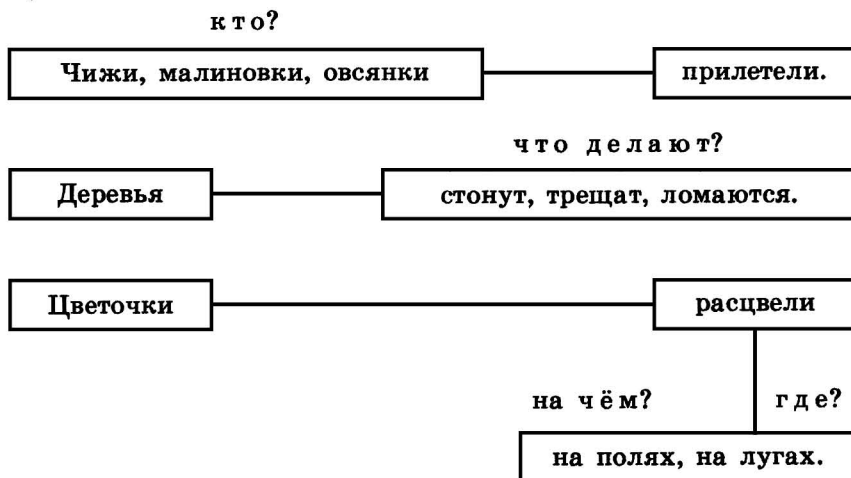 кто?
Чижи, малиновки, овсянки прилетели.
что делают?
Деревья стонут, трещат, ломаются.
Цветочки расцвели
на чём? где?
на полях, на лугах.